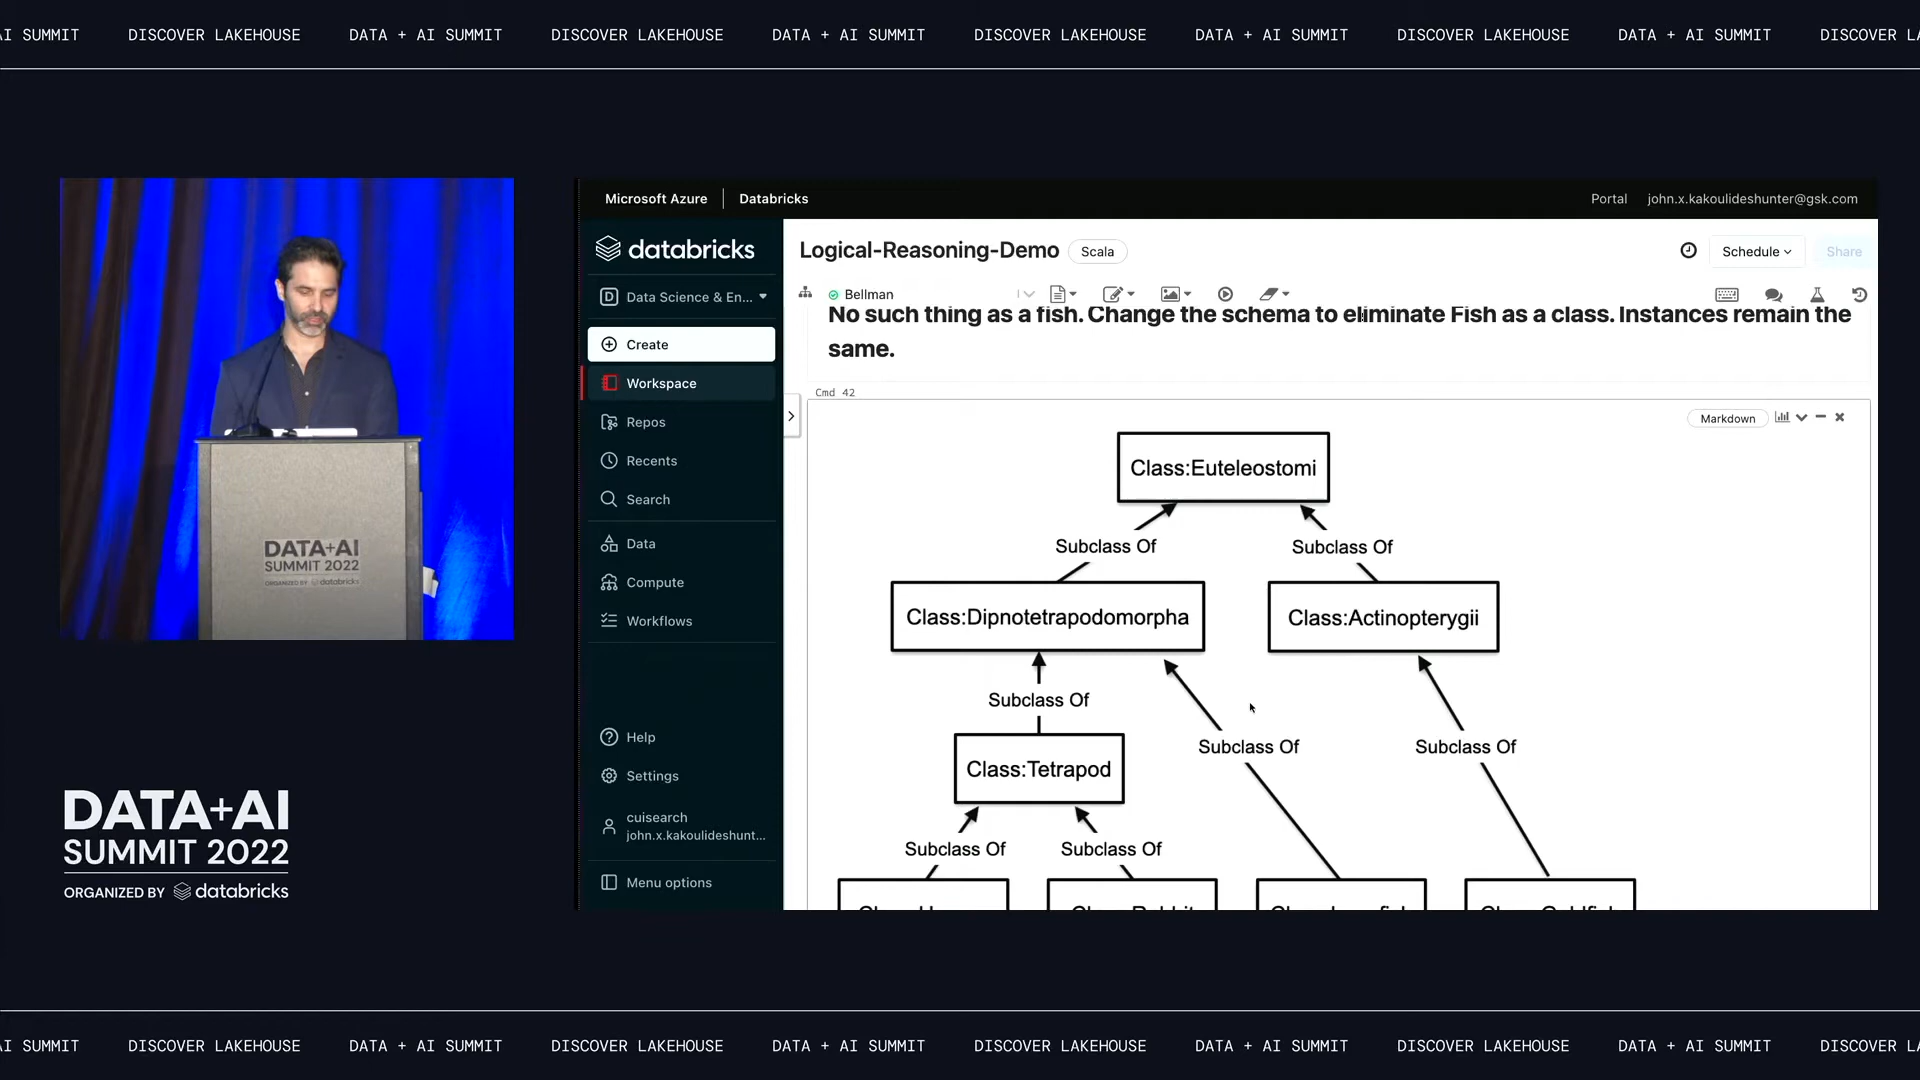 AI SUMMIT DISCOVER LAKEHOUSE DATA + AI SUMMIT DISCOVER LAKEHOUSE DATA + AI SUMMIT DISCOVER LAKEHOUSE DATA + AI SUMMIT DISCOVER LAKEHOUSE DATA + AI SUMMIT DISCOVER
DATA+AI
SUMMIT 2022
ORGANIZED BY databricks
DATA+AI
SUMMIT 2022
ORGANIZED BY databricks
Microsoft Azure Databricks
Portal john.x.kakoulideshunter@gsk.com
databricks
D Data Science & En...
Create
Workspace
Repos
Recents
Search
Data
Compute
Workflows
Help
Settings
cuisearch
john.x.kakoulideshunt...
Menu options
Logical-Reasoning-Demo Scala
Schedule Share
Bellman
No such thing as a fish. Change the schema to eliminate Fish as a class. Instances remain the
same.
Cmd 42
Markdown
Class:Euteleostomi
Subclass Of Subclass Of
Class:Dipnotetrapodomorpha Class:Actinopterygii
Subclass Of
Subclass Of Subclass Of
Class:Tetrapod
Subclass Of Subclass Of
AI SUMMIT DISCOVER LAKEHOUSE DATA + AI SUMMIT DISCOVER LAKEHOUSE DATA + AI SUMMIT DISCOVER LAKEHOUSE DATA + AI SUMMIT DISCOVER LAKEHOUSE DATA + AI SUMMIT DISCOVER